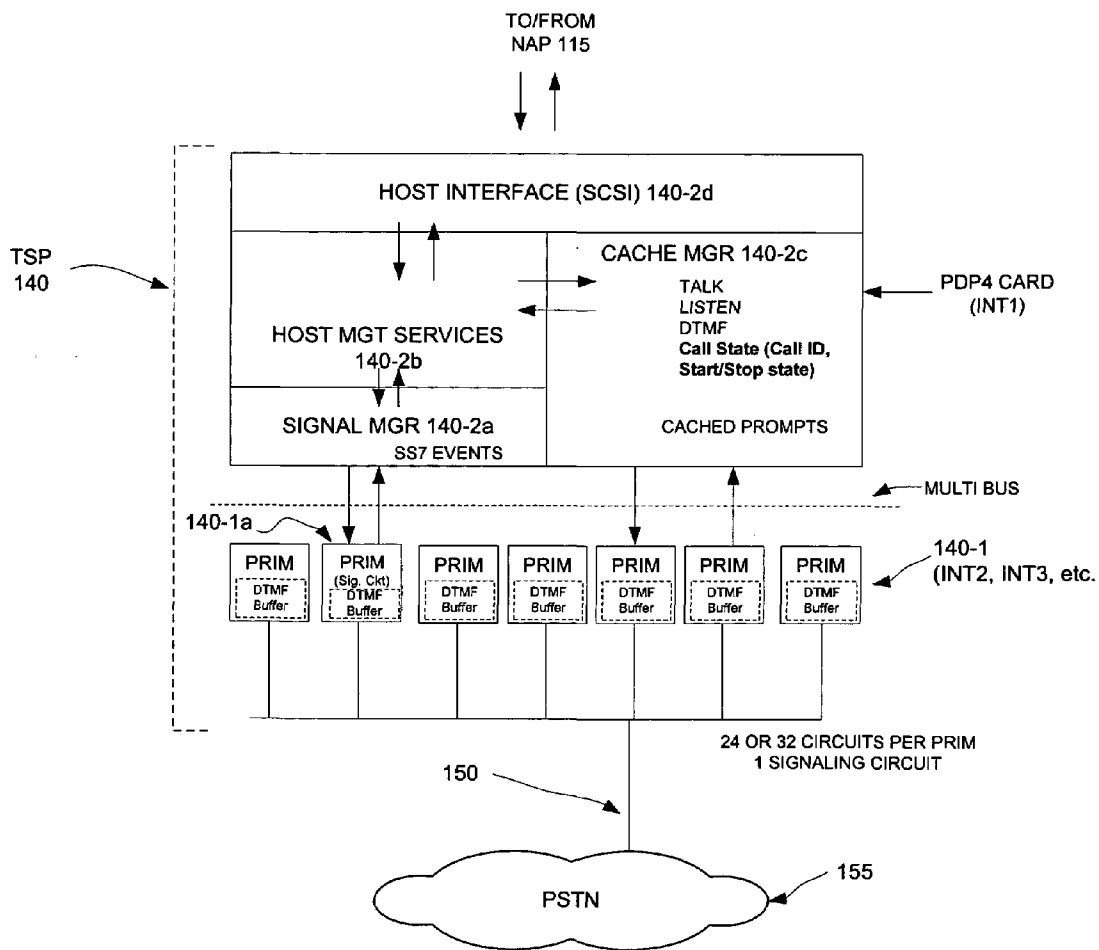 TO/FROM
NAP 115
HOST INTERFACE (SCSI) 140-2d
TSP
140
CACHE MGR 140-2c
TALK
LISTEN
DTMF
Call State (Call ID,
Start/Stop state)
CACHED PROMPTS
PDP4 CARD
(INT1)
HOST MGT SERVICES
140-2b
SIGNAL MGR 140-2a
SS7 EVENTS
MULTI BUS
140-1a
140-1
(INT2, INT3, etc.
PRIM
DTMF
Buffer
PRIM
(Sig. Ckt)
DTMF
Buffer
PRIM
DTMF
Buffer
PRIM
DTMF
Buffer
PRIM
DTMF
Buffer
PRIM
DTMF
Buffer
PRIM
DTMF
Buffer
24 OR 32 CIRCUITS PER PRIM
1 SIGNALING CIRCUIT
150
155
PSTN